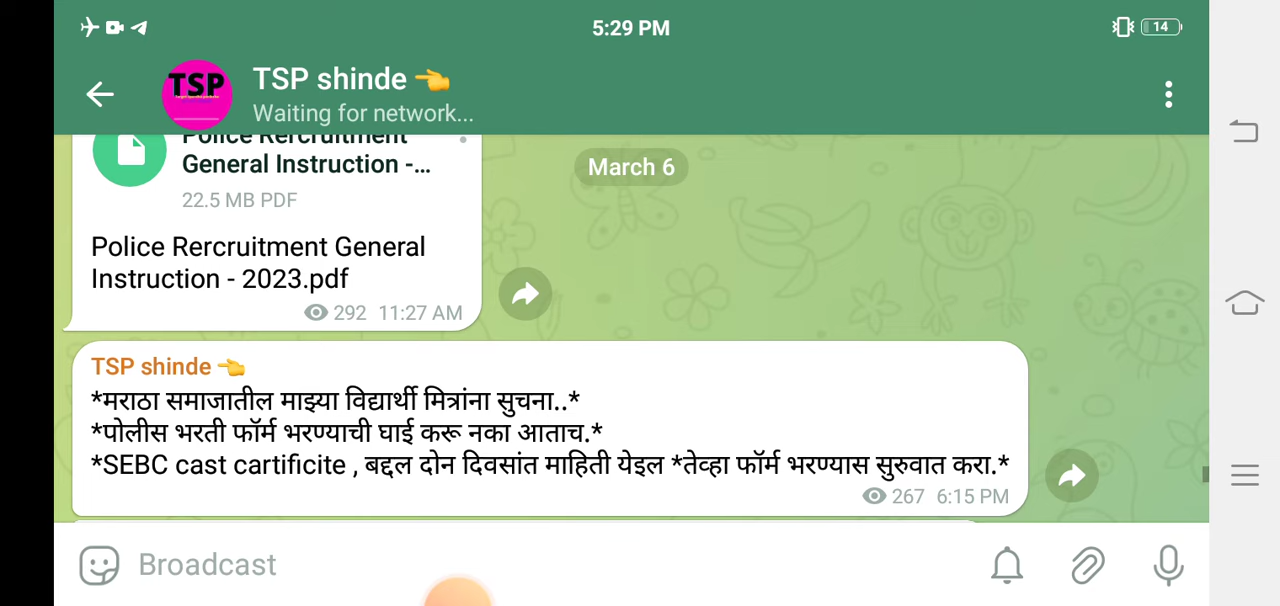 5:29 PM
14
TSP
TSP shinde 👈
Waiting for network...
Police Rercruitment
General Instruction -...
22.5 MB PDF
March 6
Police Rercruitment General
Instruction - 2023.pdf
292 11:27 AM
TSP shinde 👈
*मराठा समाजातील माझ्या विद्यार्थी मित्रांना सुचना..*
*पोलीस भरती फॉर्म भरण्याची घाई करू नका आताच.*
*SEBC cast cartificite , बद्दल दोन दिवसांत माहिती येइल *तेव्हा फॉर्म भरण्यास सुरुवात करा.*
267 6:15 PM
Broadcast